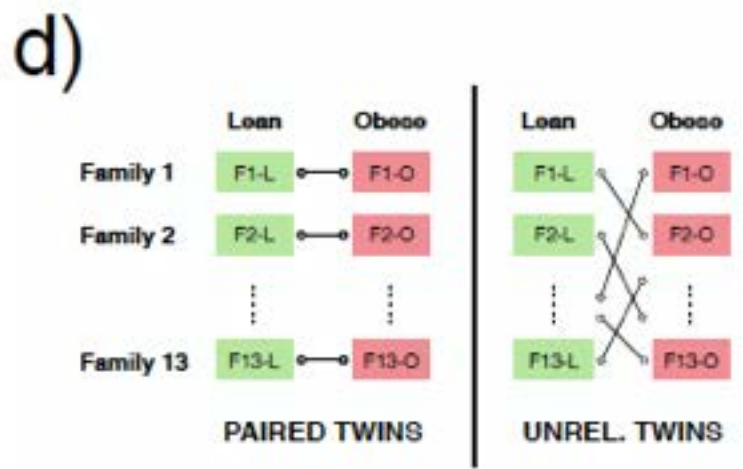 d)
Lean Obese Lean Obese
Family 1 F1-L F1-O F1-L F1-O
Family 2 F2-L F2-O F2-L F2-O
Family 13 F13-L F13-O F13-L F13-O
PAIRED TWINS UNREL. TWINS